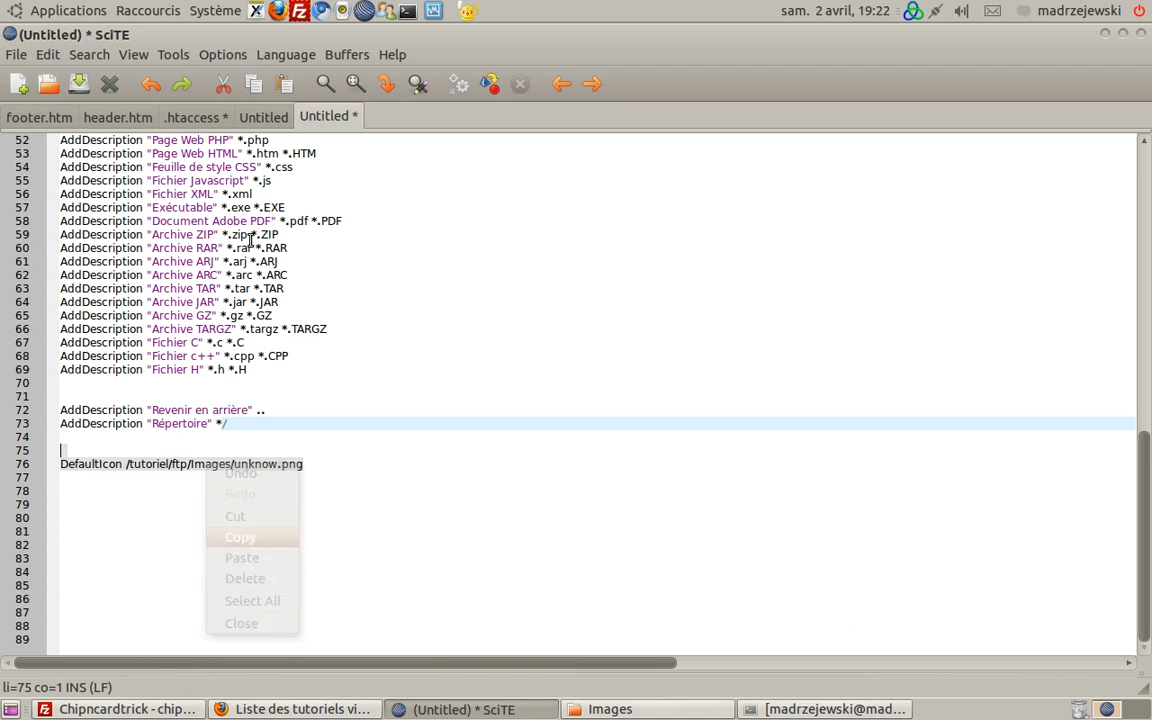 Applications Raccourcis Système sam. 2 avril, 19:22 madrzejewski
(Untitled) * SciTE
File Edit Search View Tools Options Language Buffers Help
footer.htm header.htm .htaccess * Untitled Untitled *
52 AddDescription "Page Web PHP" *.php
53 AddDescription "Page Web HTML" *.htm *.HTM
54 AddDescription "Feuille de style CSS" *.css
55 AddDescription "Fichier Javascript" *.js
56 AddDescription "Fichier XML" *.xml
57 AddDescription "Exécutable" *.exe *.EXE
58 AddDescription "Document Adobe PDF" *.pdf *.PDF
59 AddDescription "Archive ZIP" *.zip *.ZIP
60 AddDescription "Archive RAR" *.rar *.RAR
61 AddDescription "Archive ARJ" *.arj *.ARJ
62 AddDescription "Archive ARC" *.arc *.ARC
63 AddDescription "Archive TAR" *.tar *.TAR
64 AddDescription "Archive JAR" *.jar *.JAR
65 AddDescription "Archive GZ" *.gz *.GZ
66 AddDescription "Archive TARGZ" *.targz *.TARGZ
67 AddDescription "Fichier C" *.c *.C
68 AddDescription "Fichier c++" *.cpp *.CPP
69 AddDescription "Fichier H" *.h *.H
70
71
72 AddDescription "Revenir en arrière" ..
73 AddDescription "Répertoire" */
74
75
76 DefaultIcon /tutoriel/ftp/Images/unknow.png
77
78
79
80
81
82
83
84
85
86
87
88
89
Undo
Redo
Cut
Copy
Paste
Delete
Select All
Close
li=75 co=1 INS (LF)
Chipncardtrick - chip... Liste des tutoriels vi... (Untitled) * SciTE Images [madrzejewski@mad...